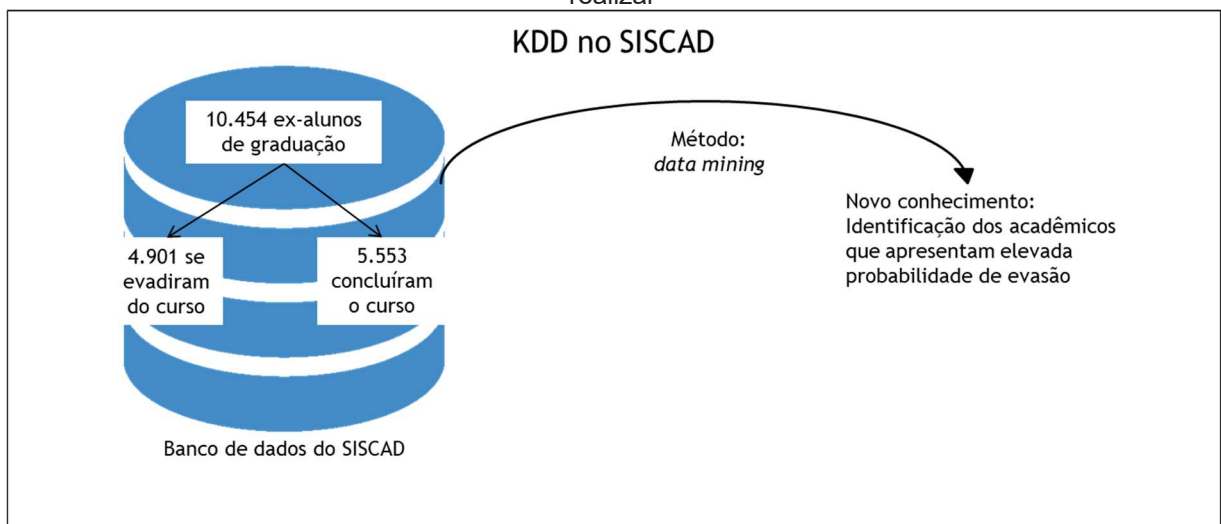 realizar
KDD no SISCAD
10.454 ex-alunos
de graduação
4.901 se
evadiram
do curso
5.553
concluíram
o curso
Banco de dados do SISCAD
Método:
data mining
Novo conhecimento:
Identificação dos acadêmicos
que apresentam elevada
probabilidade de evasão